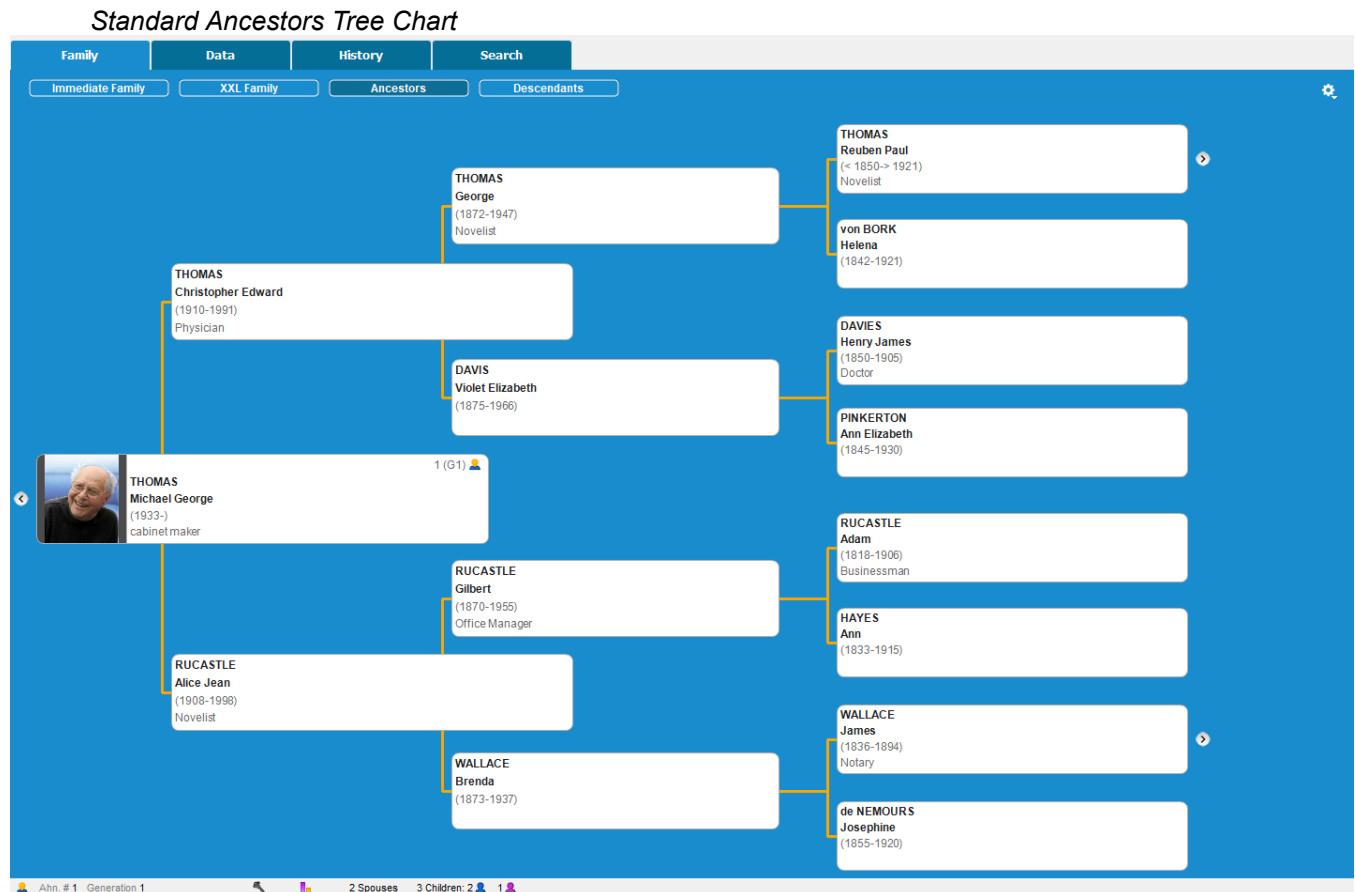 Standard Ancestors Tree Chart
Family Data History Search
Immediate Family XXL Family Ancestors Descendants
THOMAS
Reuben Paul
(< 1850-> 1921)
Novelist
THOMAS
George
(1872-1947)
Novelist
von BORK
Helena
(1842-1921)
THOMAS
Christopher Edward
(1910-1991)
Physician
DAVIES
Henry James
(1850-1905)
Doctor
DAVIS
Violet Elizabeth
(1875-1966)
PINKERTON
Ann Elizabeth
(1845-1930)
1 (G1)
THOMAS
Michael George
(1933-)
cabinet maker
RUCASTLE
Adam
(1818-1906)
Businessman
RUCASTLE
Gilbert
(1870-1955)
Office Manager
HAYES
Ann
(1833-1915)
RUCASTLE
Alice Jean
(1908-1998)
Novelist
WALLACE
James
(1836-1894)
Notary
WALLACE
Brenda
(1873-1937)
de NEMOURS
Josephine
(1855-1920)
Ahn. # 1 Generation 1 2 Spouses 3 Children: 2 1